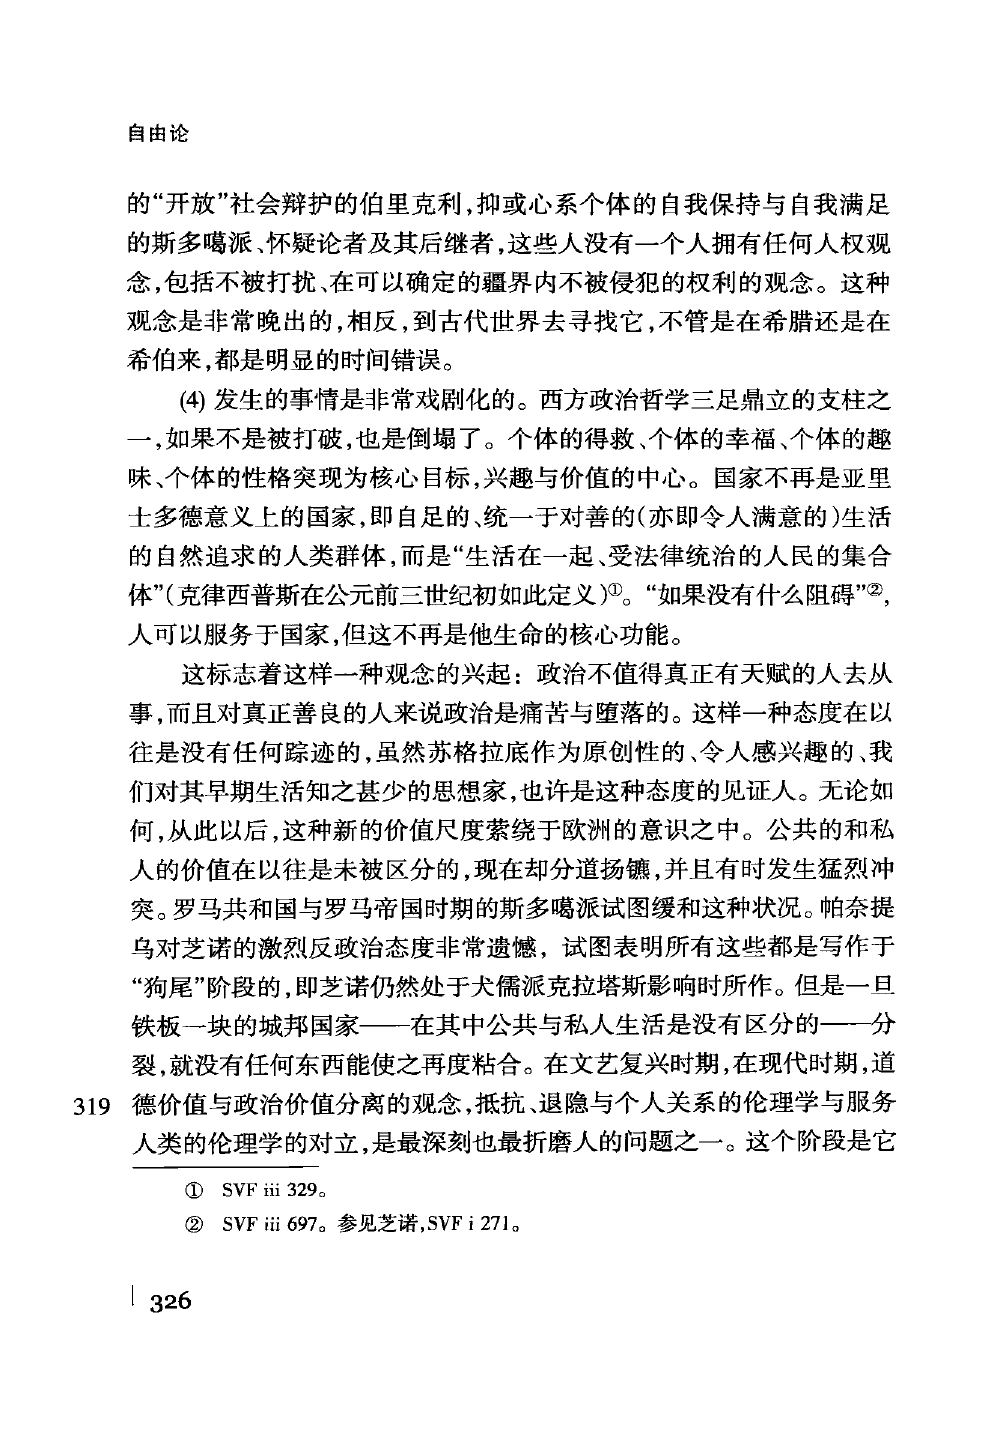 自由论
的“开放”社会辩护的伯里克利,抑或心系个体的自我保持与自我满足
的斯多噶派、怀疑论者及其后继者,这些人没有一个人拥有任何人权观
念,包括不被打扰、在可以确定的疆界内不被侵犯的权利的观念。这种
观念是非常晚出的,相反,到古代世界去寻找它,不管是在希腊还是在
希伯来,都是明显的时间错误。
(4) 发生的事情是非常戏剧化的。西方政治哲学三足鼎立的支柱之
一,如果不是被打破,也是倒塌了。个体的得救、个体的幸福、个体的趣
味、个体的性格突现为核心目标,兴趣与价值的中心。国家不再是亚里
士多德意义上的国家,即自足的、统一于对善的(亦即令人满意的)生活
的自然追求的人类群体,而是“生活在一起、受法律统治的人民的集合
体”(克律西普斯在公元前三世纪初如此定义)①。“如果没有什么阻碍”②,
人可以服务于国家,但这不再是他生命的核心功能。
这标志着这样一种观念的兴起：政治不值得真正有天赋的人去从
事,而且对真正善良的人来说政治是痛苦与堕落的。这样一种态度在以
往是没有任何踪迹的,虽然苏格拉底作为原创性的、令人感兴趣的、我
们对其早期生活知之甚少的思想家,也许是这种态度的见证人。无论如
何,从此以后,这种新的价值尺度萦绕于欧洲的意识之中。公共的和私
人的价值在以往是未被区分的,现在却分道扬镳,并且有时发生猛烈冲
突。罗马共和国与罗马帝国时期的斯多噶派试图缓和这种状况。帕奈提
乌对芝诺的激烈反政治态度非常遗憾,试图表明所有这些都是写作于
“狗尾”阶段的,即芝诺仍然处于犬儒派克拉塔斯影响时所作。但是一旦
铁板一块的城邦国家——在其中公共与私人生活是没有区分的——分
裂,就没有任何东西能使之再度粘合。在文艺复兴时期,在现代时期,道
319 德价值与政治价值分离的观念,抵抗、退隐与个人关系的伦理学与服务
人类的伦理学的对立,是最深刻也最折磨人的问题之一。这个阶段是它
① SVF iii 329。
② SVF iii 697。参见芝诺,SVF i 271。
326